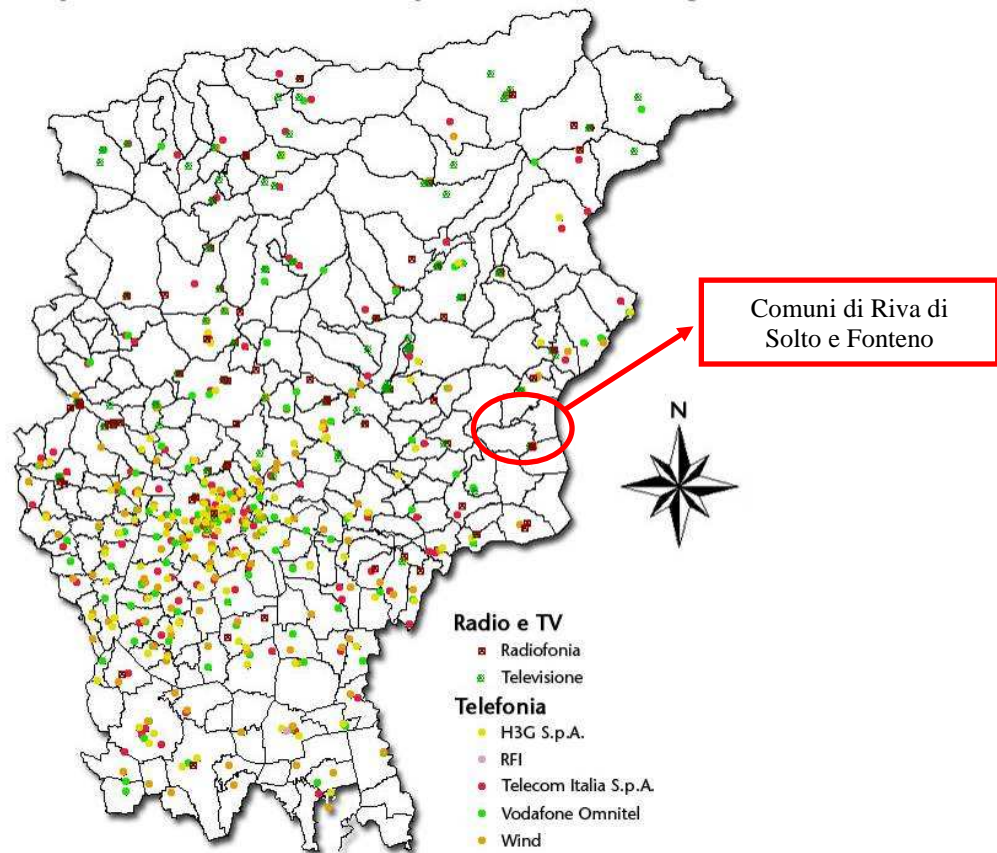 Comuni di Riva di
Solto e Fonteno
N
Radio e TV
Radiofonia
Televisione
Telefonia
H3G S.p.A.
RFI
Telecom Italia S.p.A.
Vodafone Omnitel
Wind